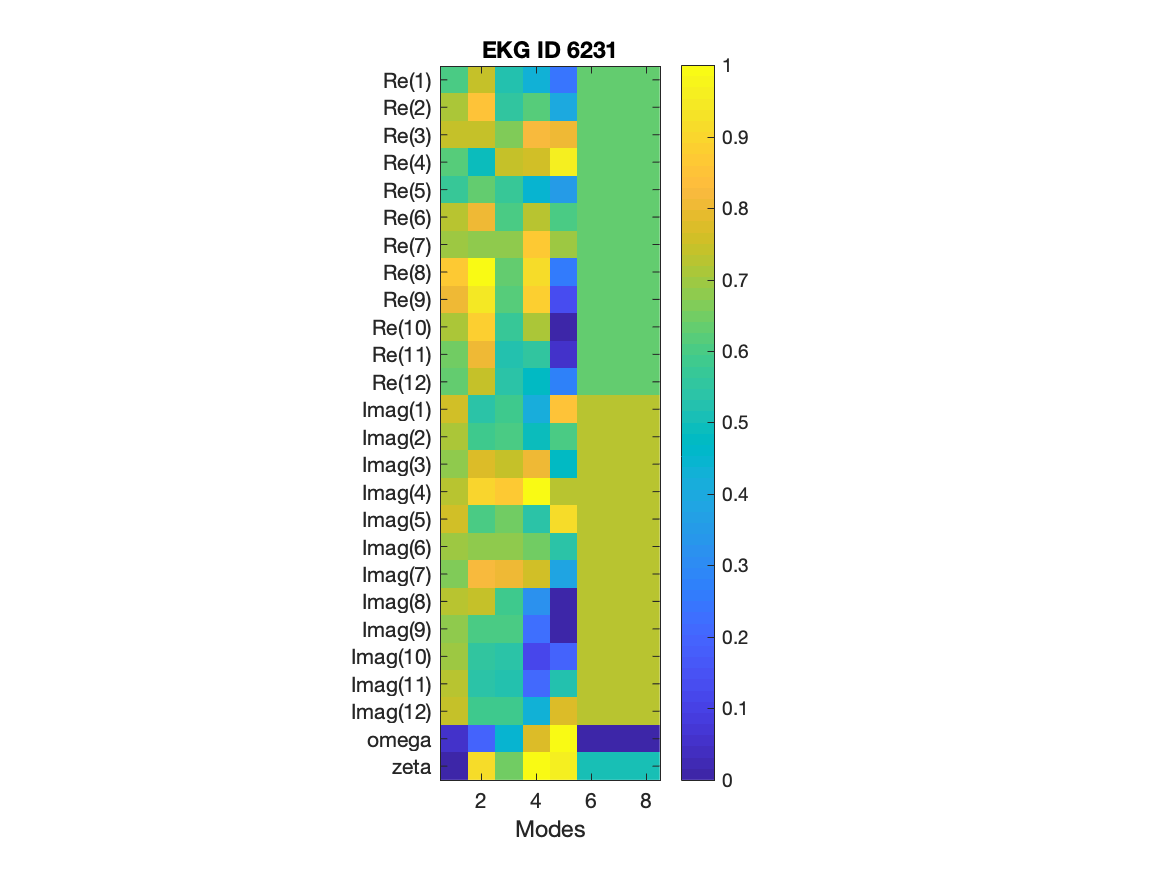 EKG ID 6231
Re(1)
Re(2)
Re(3)
Re(4)
Re(5)
Re(6)
Re(7)
Re(8)
Re(9)
Re(10)
Re(11)
Re(12)
Imag(1)
Imag(2)
Imag(3)
Imag(4)
Imag(5)
Imag(6)
Imag(7)
Imag(8)
Imag(9)
Imag(10)
Imag(11)
Imag(12)
omega
zeta
2 4 6 8
Modes
1
0.9
0.8
0.7
0.6
0.5
0.4
0.3
0.2
0.1
0